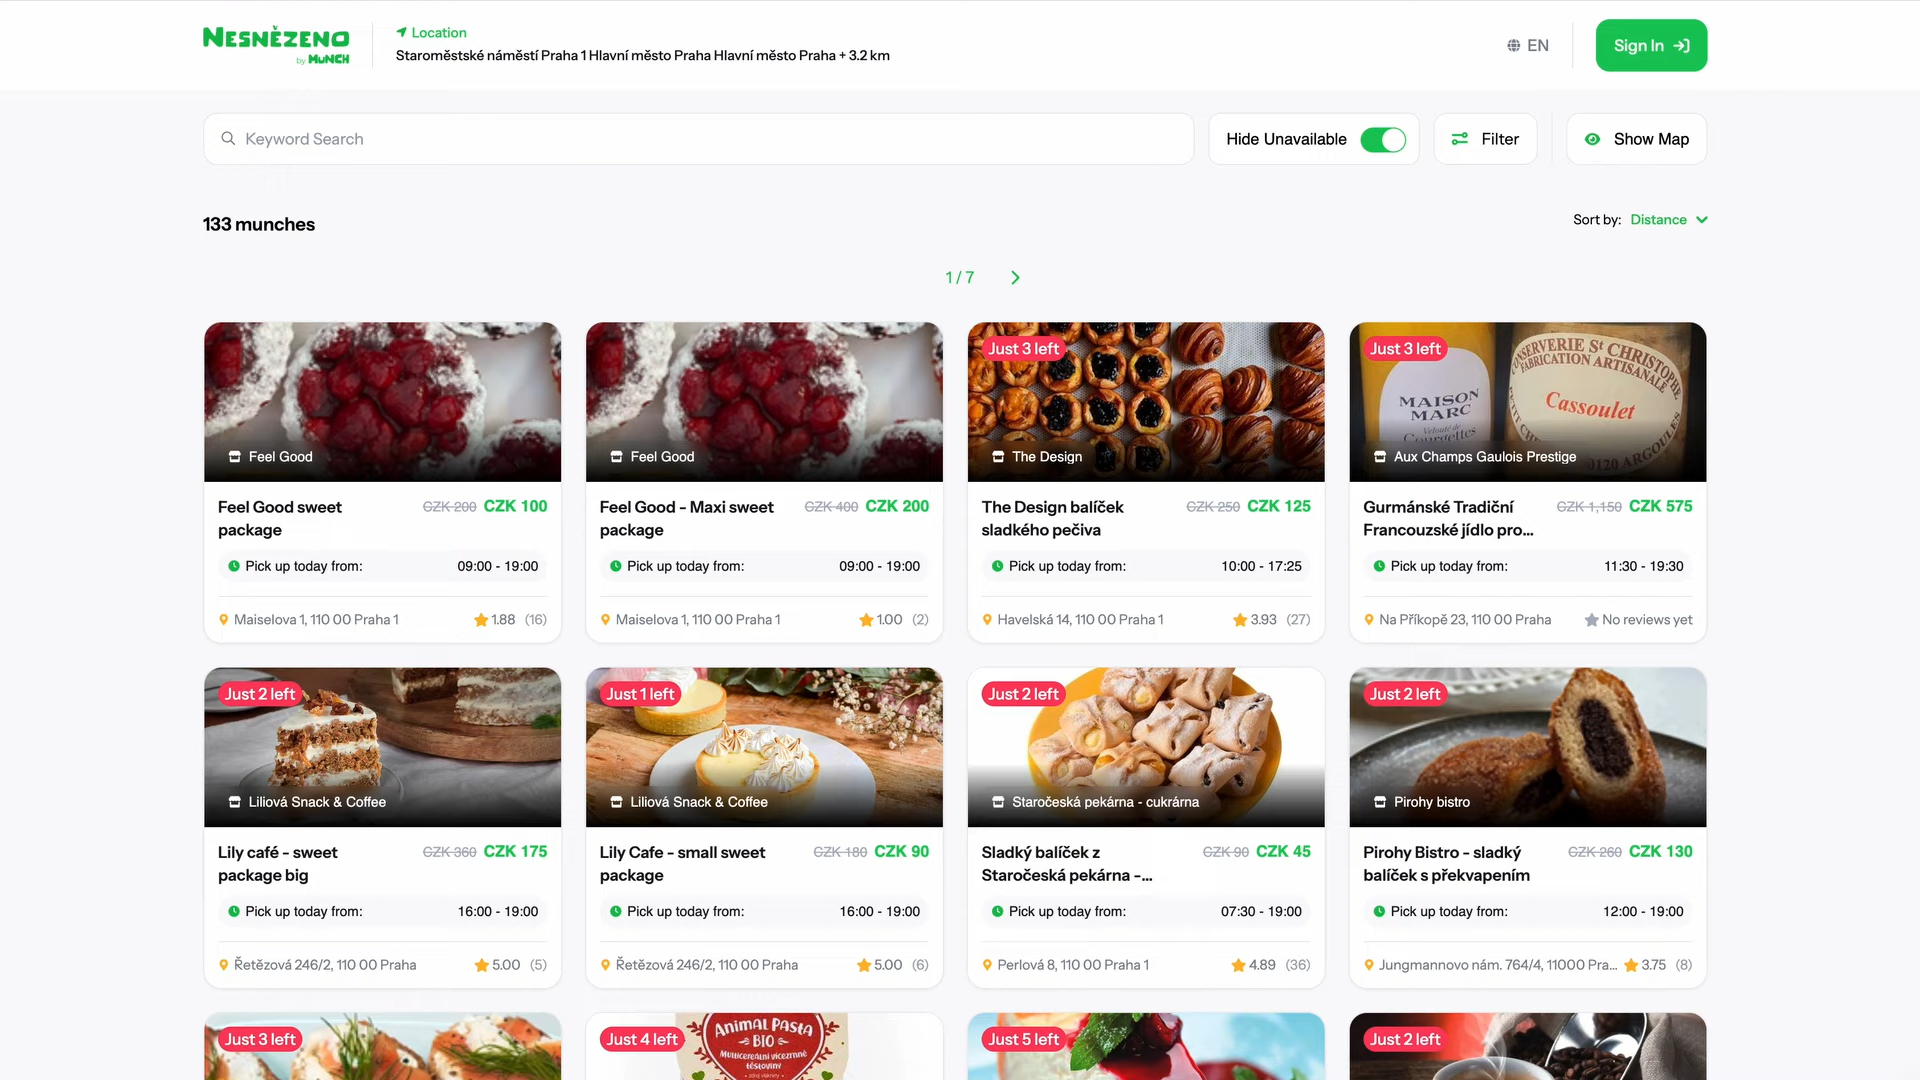 NESNĚZENO
by MUNCH
Location
Staroměstské náměstí Praha 1 Hlavní město Praha Hlavní město Praha + 3.2 km
EN
Sign In
Keyword Search
Hide Unavailable
Filter
Show Map
133 munches
Sort by: Distance
1 / 7
Feel Good
Feel Good sweet package
CZK 200 CZK 100
Pick up today from: 09:00 - 19:00
Maiselova 1, 110 00 Praha 1
1.88 (16)
Feel Good
Feel Good - Maxi sweet package
CZK 400 CZK 200
Pick up today from: 09:00 - 19:00
Maiselova 1, 110 00 Praha 1
1.00 (2)
Just 3 left
The Design
The Design balíček sladkého pečiva
CZK 250 CZK 125
Pick up today from: 10:00 - 17:25
Havelská 14, 110 00 Praha 1
3.93 (27)
Just 3 left
MAISON
MARC
Velouté de
Courgettes
CONSERVERIE St CHRISTOPHE
FABRICATION ARTISANALE
Cassoulet
Aux Champs Gaulois Prestige
Gurmánské Tradiční Francouzské jídlo pro...
CZK 1,150 CZK 575
Pick up today from: 11:30 - 19:30
Na Příkopě 23, 110 00 Praha
No reviews yet
Just 2 left
Liliová Snack & Coffee
Lily café - sweet package big
CZK 360 CZK 175
Pick up today from: 16:00 - 19:00
Řetězová 246/2, 110 00 Praha
5.00 (5)
Just 1 left
Liliová Snack & Coffee
Lily Cafe - small sweet package
CZK 180 CZK 90
Pick up today from: 16:00 - 19:00
Řetězová 246/2, 110 00 Praha
5.00 (6)
Just 2 left
Staročeská pekárna - cukrárna
Sladký balíček z Staročeská pekárna -...
CZK 90 CZK 45
Pick up today from: 07:30 - 19:00
Perlová 8, 110 00 Praha 1
4.89 (36)
Just 2 left
Pirohy bistro
Pirohy Bistro - sladký balíček s překvapením
CZK 260 CZK 130
Pick up today from: 12:00 - 19:00
Jungmannovo nám. 764/4, 11000 Pra...
3.75 (8)
Just 3 left
Just 4 left
ANIMAL PASTA
BIO
Multicereální vícezrnné
těstoviny
Just 5 left
Just 2 left